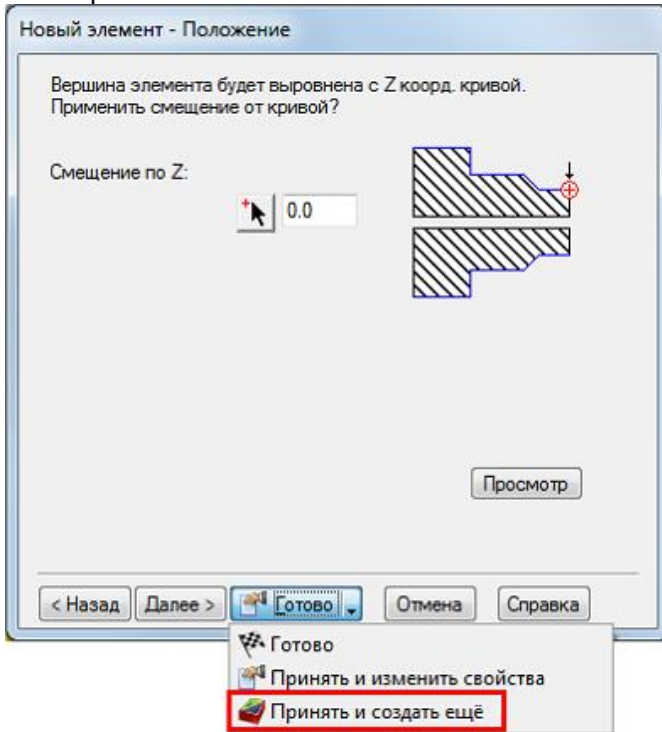 Новый элемент - Положение
Вершина элемента будет выровнена с Z коорд. кривой.
Применить смещение от кривой?
Смещение по Z:
0.0
Просмотр
< Назад Далее > Готово Отмена Справка
Готово
Принять и изменить свойства
Принять и создать ещё